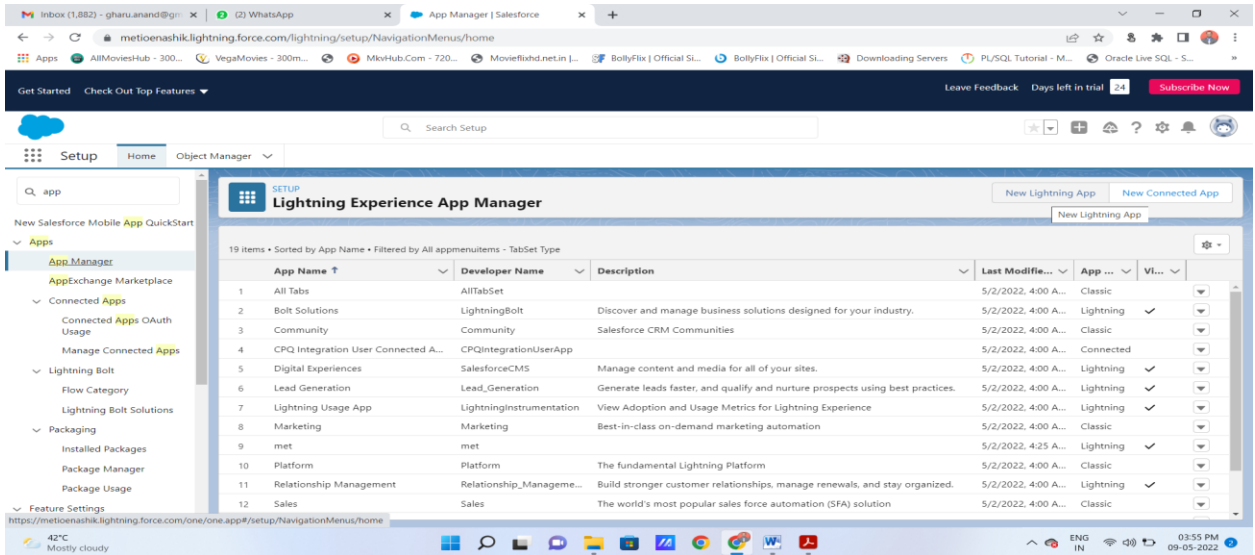 Inbox (1,882) - gharu.anand@gm
(2) WhatsApp
App Manager | Salesforce
metioenashik.lightning.force.com/lightning/setup/NavigationMenus/home
Apps AllMoviesHub - 300... VegaMovies - 300m... MkvHub.Com - 720... Movieflixhd.net.in |... BollyFlix | Official Si... BollyFlix | Official Si... Downloading Servers PL/SQL Tutorial - M... Oracle Live SQL - S... »
Get Started Check Out Top Features Leave Feedback Days left in trial 24 Subscribe Now
Search Setup
Setup Home Object Manager
app
New Salesforce Mobile App QuickStart
Apps
App Manager
AppExchange Marketplace
Connected Apps
Connected Apps OAuth
Usage
Manage Connected Apps
Lightning Bolt
Flow Category
Lightning Bolt Solutions
Packaging
Installed Packages
Package Manager
Package Usage
Feature Settings
SETUP
Lightning Experience App Manager
New Lightning App New Connected App
New Lightning App
19 items • Sorted by App Name • Filtered by All appmenuitems - TabSet Type
App Name ↑ Developer Name Description Last Modifie... App ... Vi...
1 All Tabs AllTabSet 5/2/2022, 4:00 A... Classic
2 Bolt Solutions LightningBolt Discover and manage business solutions designed for your industry. 5/2/2022, 4:00 A... Lightning ✓
3 Community Community Salesforce CRM Communities 5/2/2022, 4:00 A... Classic
4 CPQ Integration User Connected A... CPQIntegrationUserApp 5/2/2022, 4:00 A... Connected
5 Digital Experiences SalesforceCMS Manage content and media for all of your sites. 5/2/2022, 4:00 A... Lightning ✓
6 Lead Generation Lead_Generation Generate leads faster, and qualify and nurture prospects using best practices. 5/2/2022, 4:00 A... Lightning ✓
7 Lightning Usage App LightningInstrumentation View Adoption and Usage Metrics for Lightning Experience 5/2/2022, 4:00 A... Lightning ✓
8 Marketing Marketing Best-in-class on-demand marketing automation 5/2/2022, 4:00 A... Classic
9 met met 5/2/2022, 4:25 A... Lightning ✓
10 Platform Platform The fundamental Lightning Platform 5/2/2022, 4:00 A... Classic
11 Relationship Management Relationship_Manageme... Build stronger customer relationships, manage renewals, and stay organized. 5/2/2022, 4:00 A... Lightning ✓
12 Sales Sales The world's most popular sales force automation (SFA) solution 5/2/2022, 4:00 A... Classic
https://metioenashik.lightning.force.com/one/one.app#/setup/NavigationMenus/home
42°C
Mostly cloudy
ENG
IN
03:55 PM
09-05-2022
2